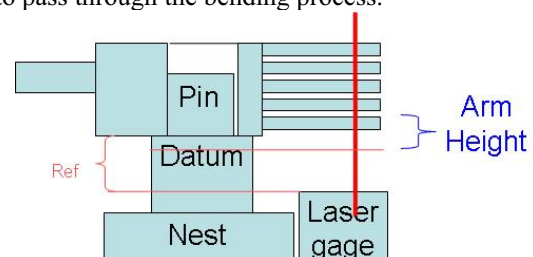 to pass through the bending process.
Pin
Arm
Height
Datum
Ref
Laser
gage
Nest